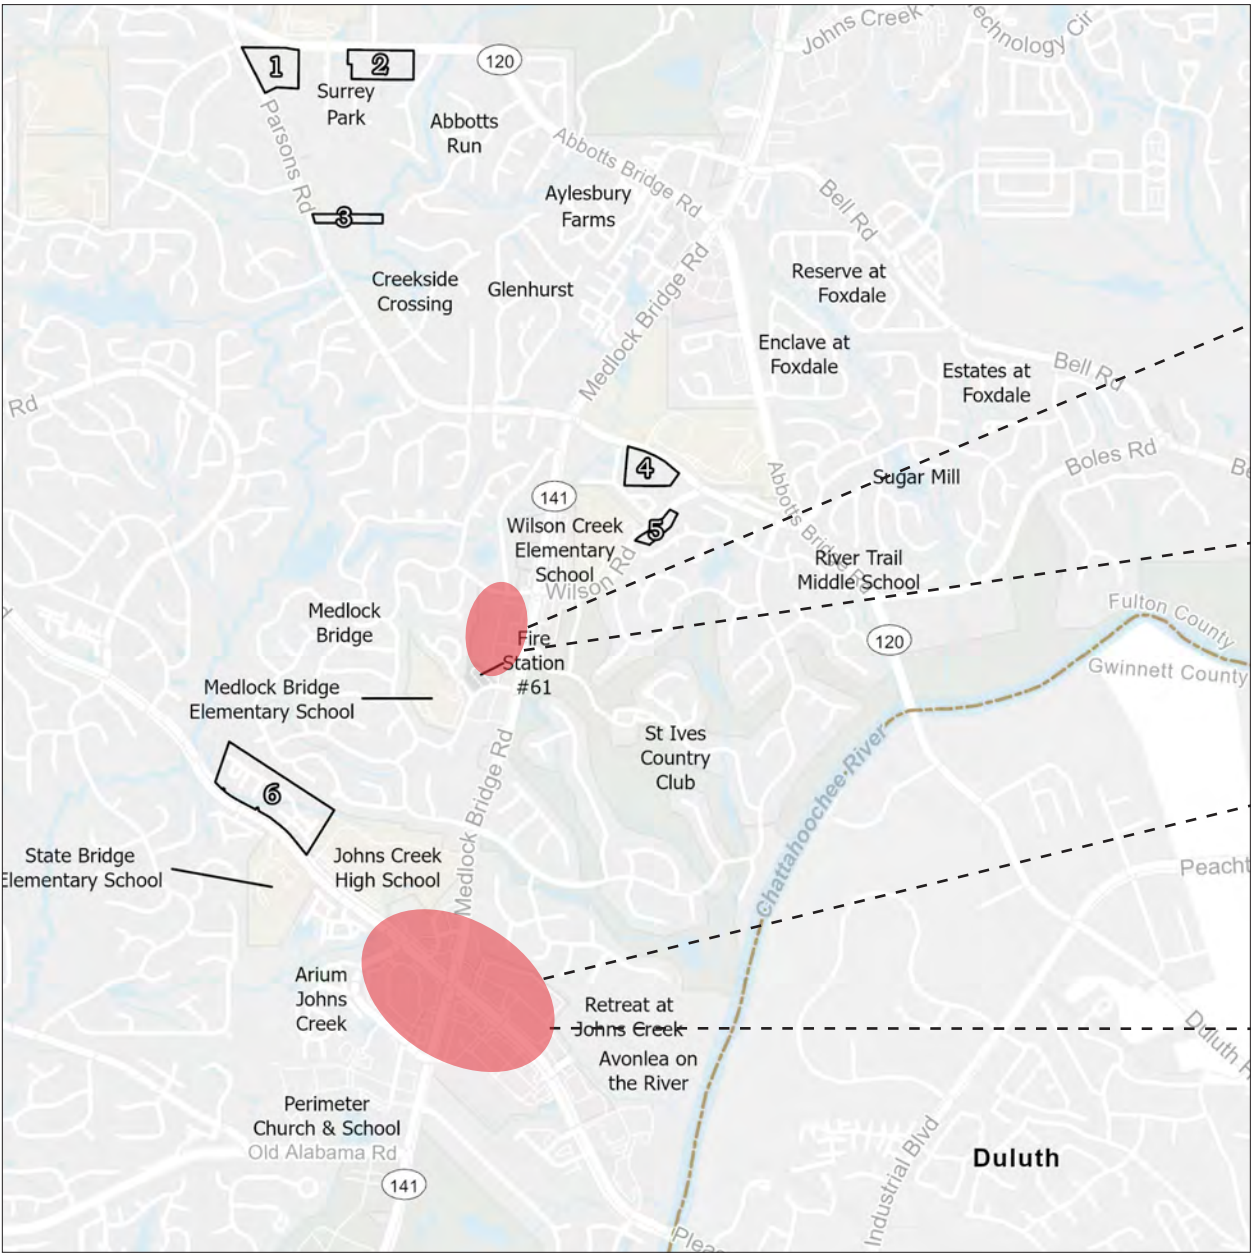 Johns Creek
Technology Cir
1
2
120
Surrey
Park
Parsons Rd
Abbotts
Run
Abbotts Bridge Rd
Aylesbury
Farms
Bell Rd
3
Creekside
Crossing
Glenhurst
Medlock Bridge Rd
Reserve at
Foxdale
Enclave at
Foxdale
Estates at
Foxdale
Bell Rd
Rd
4
Boles Rd
Sugar Mill
141
Wilson Creek
Elementary
School
5
Abbotts Bridge Rd
Wilson Rd
River Trail
Middle School
Medlock
Bridge
Fire
Station
#61
120
Fulton County
Gwinnett County
Medlock Bridge
Elementary School
St Ives
Country
Club
Medlock Bridge Rd
Chattahoochee River
6
State Bridge
Elementary School
Johns Creek
High School
Peacht
Arium
Johns
Creek
Retreat at
Johns Creek
Avonlea on
the River
Duluth
Perimeter
Church & School
Old Alabama Rd
141
Industrial Blvd
Duluth
Pleas